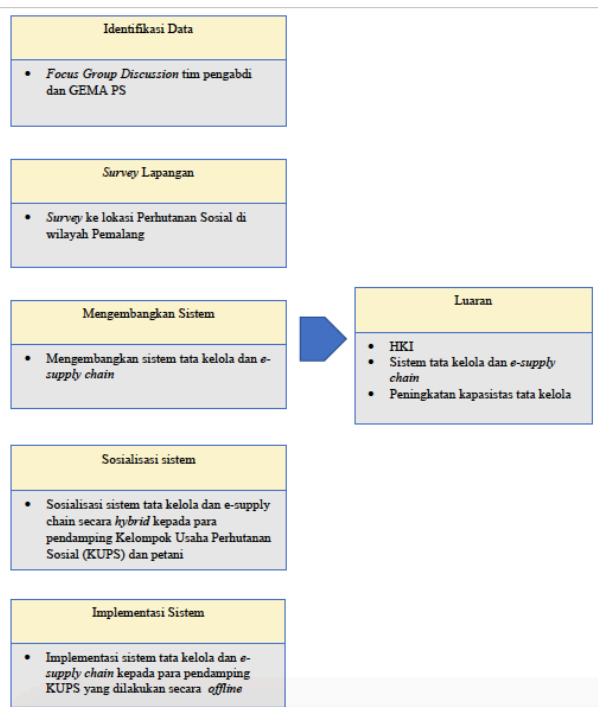 Identifikasi Data
• Focus Group Discussion tim pengabdi
dan GEMA PS
Survey Lapangan
• Survey ke lokasi Perhutanan Sosial di
wilayah Pemalang
Mengembangkan Sistem
• Mengembangkan sistem tata kelola dan e-
supply chain
Luaran
• HKI
• Sistem tata kelola dan e-supply
chain
• Peningkatan kapasistas tata kelola
Sosialisasi sistem
• Sosialisasi sistem tata kelola dan e-supply
chain secara hybrid kepada para
pendamping Kelompok Usaha Perhutanan
Sosial (KUPS) dan petani
Implementasi Sistem
• Implementasi sistem tata kelola dan e-
supply chain kepada para pendamping
KUPS yang dilakukan secara offline